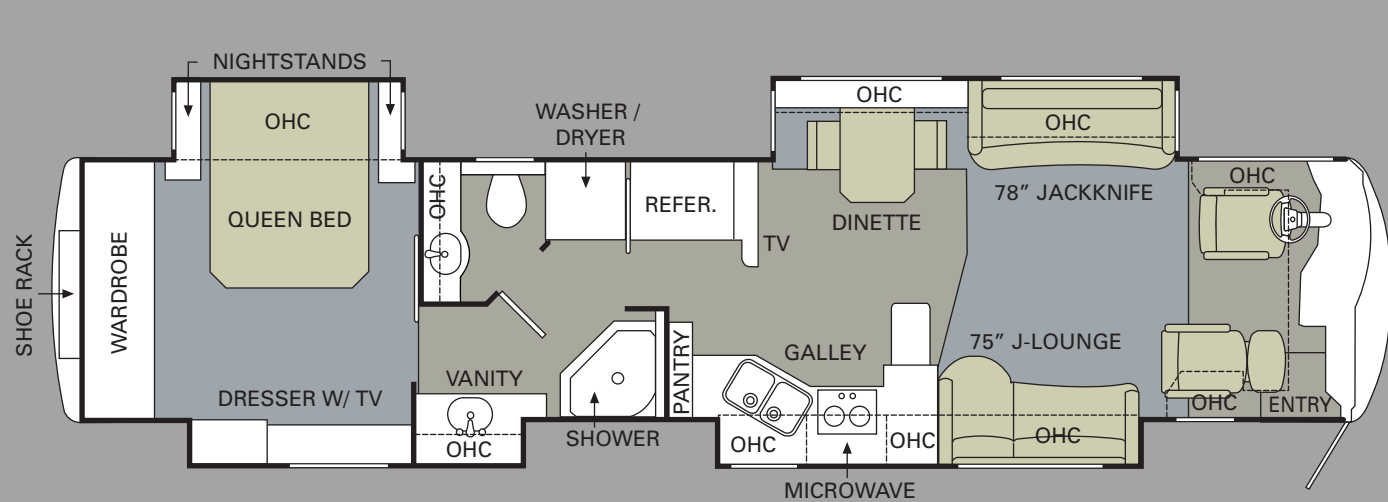 NIGHTSTANDS
OHC
OHC
WASHER /
DRYER
OHC
OHC
OHC
QUEEN BED
REFER.
DINETTE
78” JACKKNIFE
TV
SHOE RACK
WARDROBE
PANTRY
GALLEY
75” J-LOUNGE
VANITY
DRESSER W/ TV
OHC
ENTRY
SHOWER
OHC
OHC
OHC
OHC
MICROWAVE